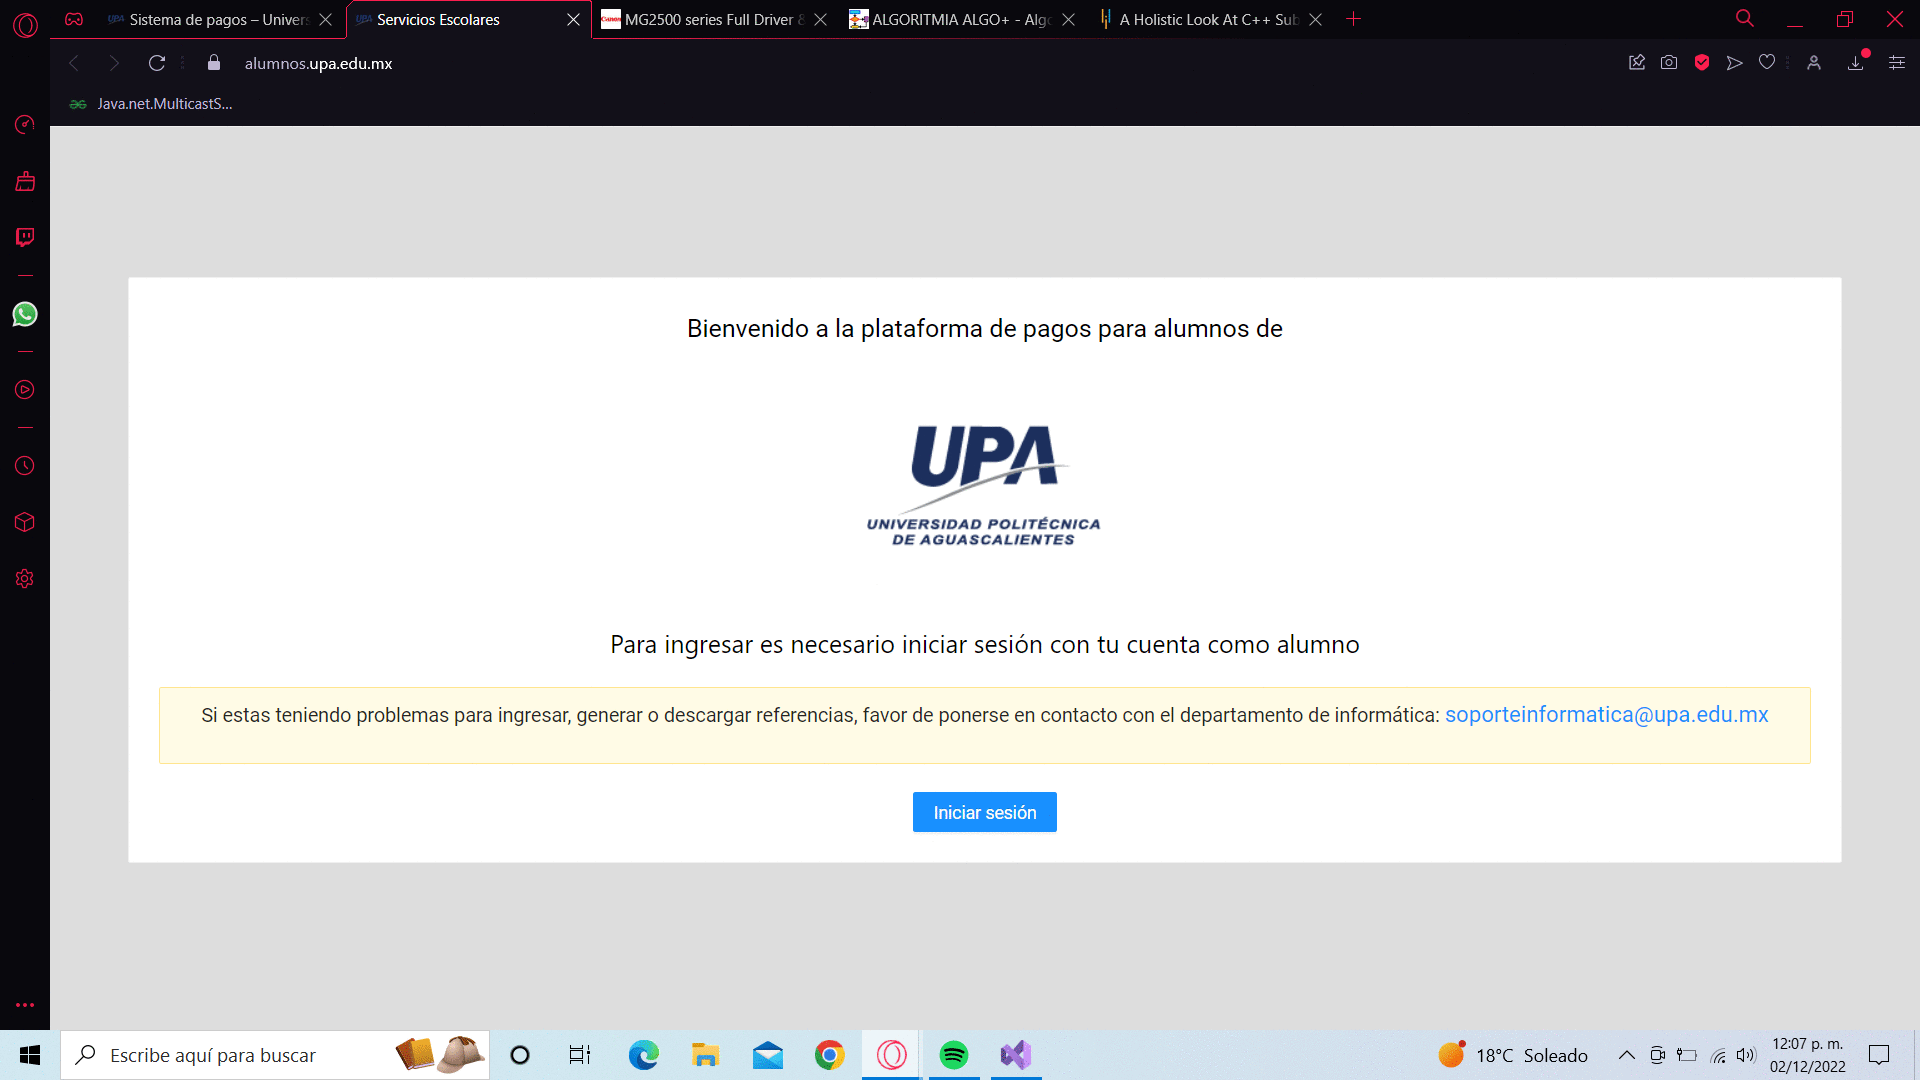 Sistema de pagos – Univers
Servicios Escolares
MG2500 series Full Driver &
ALGORITMIA ALGO+ - Algo
A Holistic Look At C++ Sub
alumnos.upa.edu.mx
Java.net.MulticastS...
Bienvenido a la plataforma de pagos para alumnos de
UPA
UNIVERSIDAD POLITÉCNICA
DE AGUASCALIENTES
Para ingresar es necesario iniciar sesión con tu cuenta como alumno
Si estas teniendo problemas para ingresar, generar o descargar referencias, favor de ponerse en contacto con el departamento de informática: soporteinformatica@upa.edu.mx
Iniciar sesión
Escribe aquí para buscar
18°C Soleado
12:07 p. m.
02/12/2022